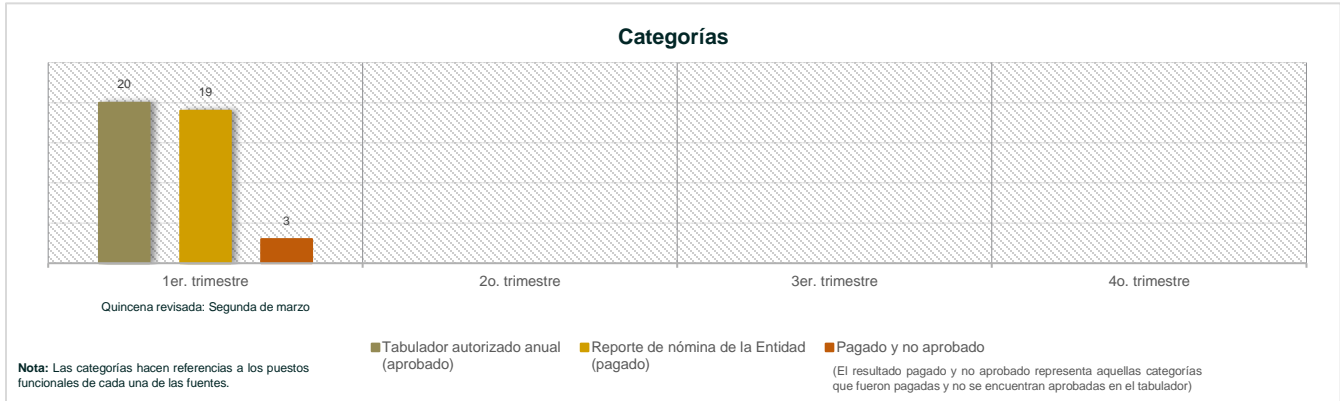 Categorías
20
19
3
1er. trimestre
2o. trimestre
3er. trimestre
4o. trimestre
Quincena revisada: Segunda de marzo
Tabulador autorizado anual
(aprobado)
Reporte de nómina de la Entidad
(pagado)
Pagado y no aprobado
(El resultado pagado y no aprobado representa aquellas categorías
que fueron pagadas y no se encuentran aprobadas en el tabulador)
Nota: Las categorías hacen referencias a los puestos
funcionales de cada una de las fuentes.